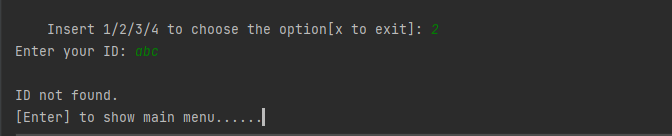 Insert 1/2/3/4 to choose the option[x to exit]: 2
Enter your ID: abc
ID not found.
[Enter] to show main menu......